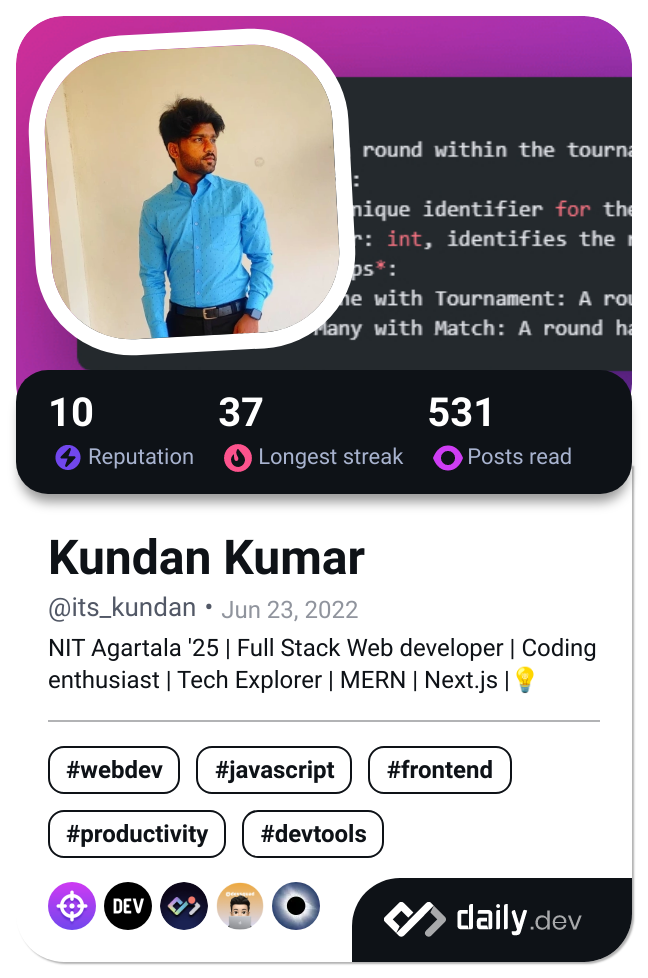 round within the tourna
:
nique identifier for the
r: int, identifies the r
ps*:
ne with Tournament: A rou
Many with Match: A round ha
10
37
531
Reputation
Longest streak
Posts read
Kundan Kumar
@its_kundan • Jun 23, 2022
NIT Agartala '25 | Full Stack Web developer | Coding
enthusiast | Tech Explorer | MERN | Next.js |💡
#webdev
#javascript
#frontend
#productivity
#devtools
DEV
daily.dev